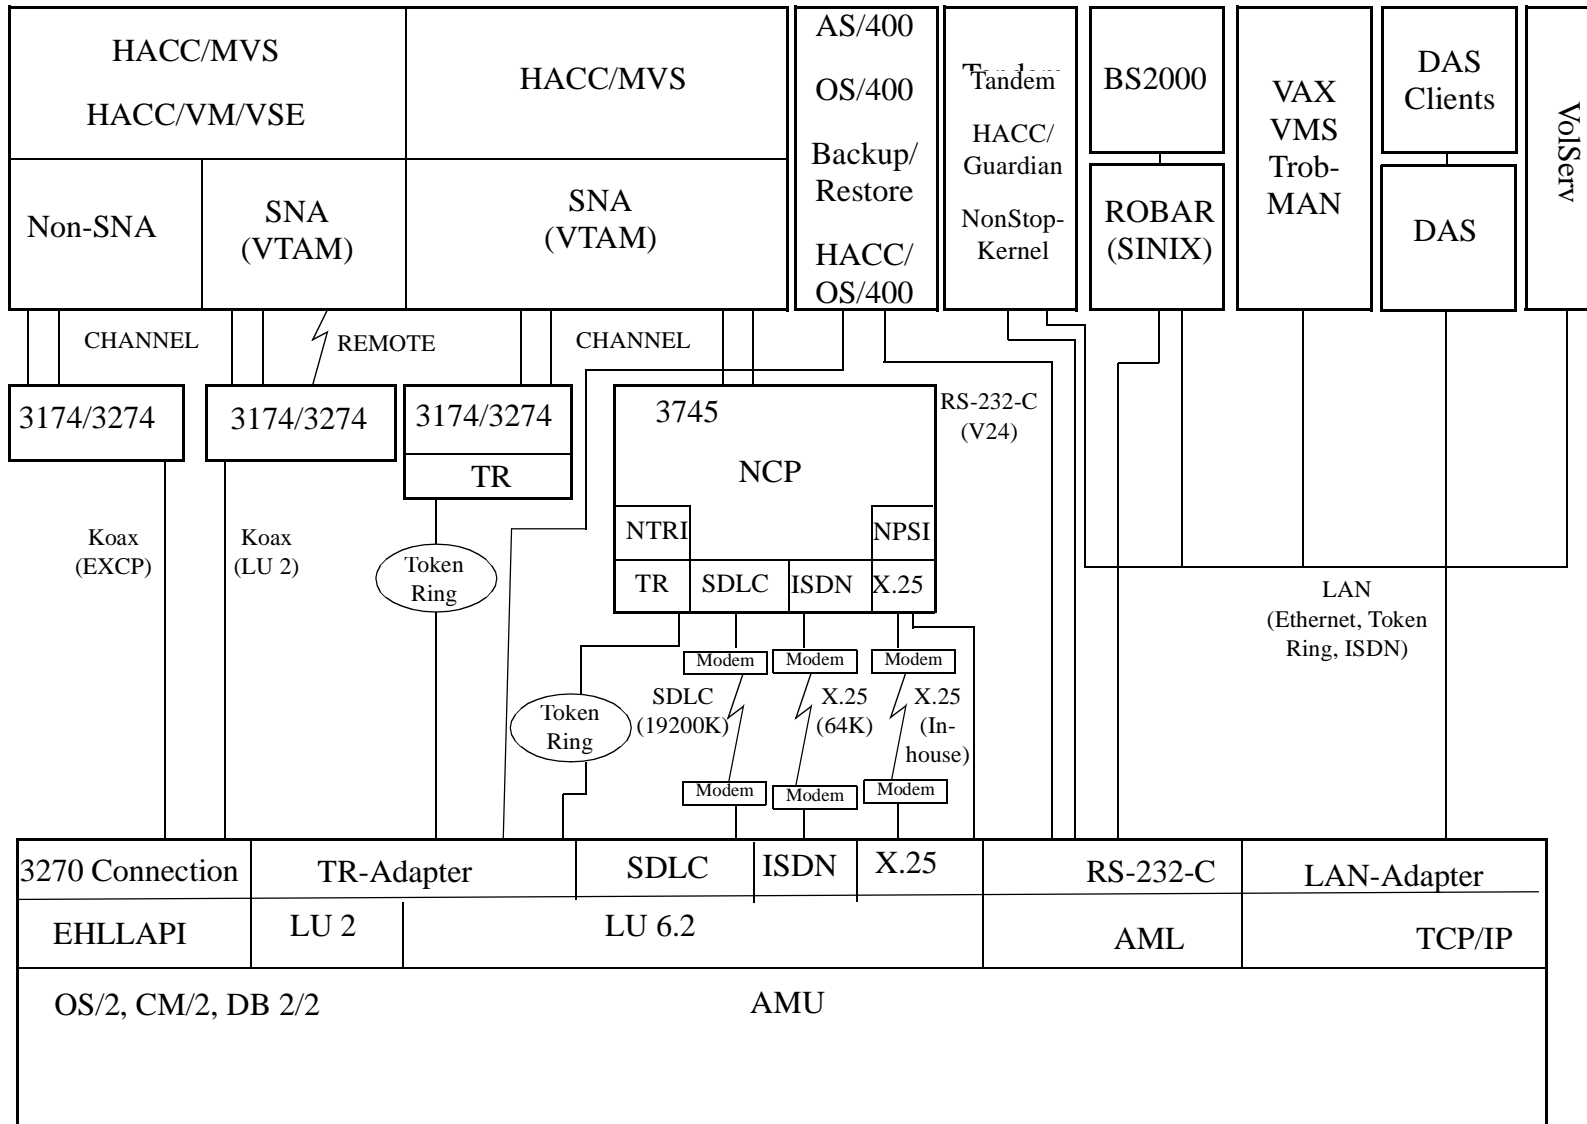 HACC/MVS
HACC/VM/VSE
HACC/MVS
AS/400
OS/400
Backup/
Restore
HACC/
OS/400
Tandem
HACC/
Guardian
NonStop-
Kernel
BS2000
VAX
VMS
Trob-
MAN
DAS
Clients
VolServ
Non-SNA
SNA
(VTAM)
SNA
(VTAM)
ROBAR
(SINIX)
DAS
CHANNEL
REMOTE
CHANNEL
3174/3274
3174/3274
3174/3274
TR
3745
NCP
RS-232-C
(V24)
NTRI
NPSI
TR
SDLC
ISDN
X.25
Koax
(EXCP)
Koax
(LU 2)
Token
Ring
LAN
(Ethernet, Token
Ring, ISDN)
Modem
Modem
Modem
Token
Ring
SDLC
(19200K)
X.25
(64K)
X.25
(In-
house)
Modem
Modem
Modem
3270 Connection
TR-Adapter
SDLC
ISDN
X.25
RS-232-C
LAN-Adapter
EHLLAPI
LU 2
LU 6.2
AML
TCP/IP
OS/2, CM/2, DB 2/2
AMU